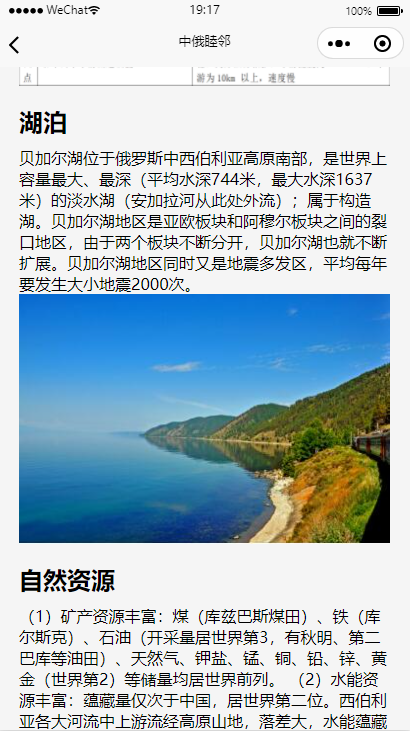 WeChat 19:17 100%
中俄睦邻
点 游为10km 以上,速度慢
湖泊
贝加尔湖位于俄罗斯中西伯利亚高原南部，是世界上
容量最大、最深（平均水深744米，最大水深1637
米）的淡水湖（安加拉河从此处外流）；属于构造
湖。贝加尔湖地区是亚欧板块和阿穆尔板块之间的裂
口地区，由于两个板块不断分开，贝加尔湖也就不断
扩展。贝加尔湖地区同时又是地震多发区，平均每年
要发生大小地震2000次。
自然资源
（1）矿产资源丰富：煤（库兹巴斯煤田）、铁（库
尔斯克）、石油（开采量居世界第3，有秋明、第二
巴库等油田）、天然气、钾盐、锰、铜、铅、锌、黄
金（世界第2）等储量均居世界前列。（2）水能资
源丰富：蕴藏量仅次于中国，居世界第二位。西伯利
亚各大河流中上游流经高原山地，落差大，水能蕴藏